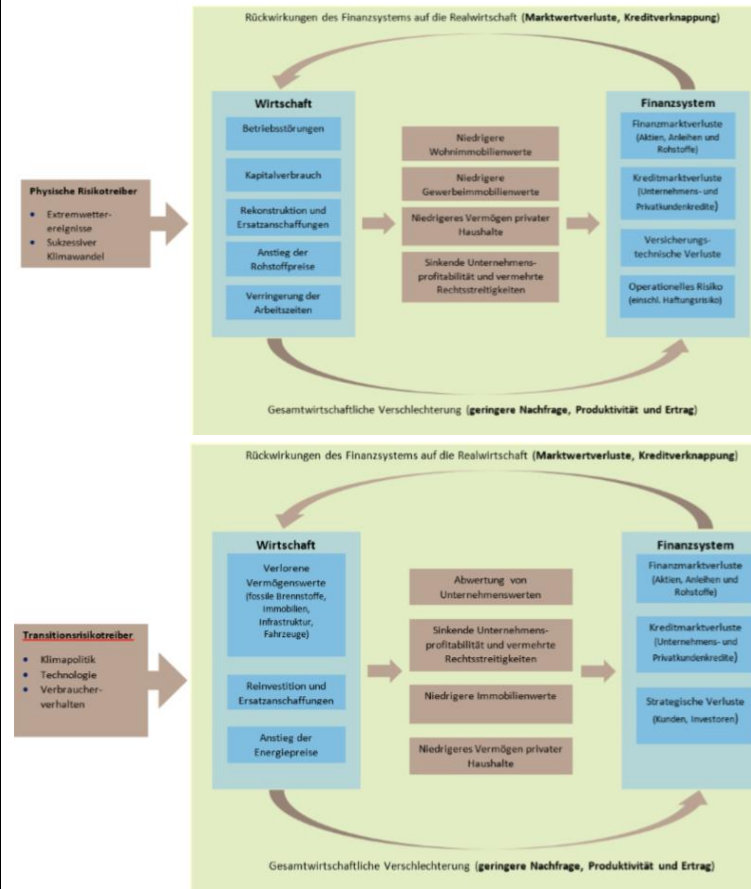 Rückwirkungen des Finanzsystems auf die Realwirtschaft (Marktwertverluste, Kreditverknappung)
Physische Risikotreiber
• Extremwetter-
ereignisse
• Sukzessiver
Klimawandel
Wirtschaft
Betriebsstörungen
Kapitalverbrauch
Rekonstruktion und
Ersatzanschaffungen
Anstieg der
Rohstoffpreise
Verringerung der
Arbeitszeiten
Niedrigere
Wohnimmobilienwerte
Niedrigere
Gewerbeimmobilienwerte
Niedrigeres Vermögen privater
Haushalte
Sinkende Unternehmens-
profitabilität und vermehrte
Rechtsstreitigkeiten
Finanzsystem
Finanzmarktverluste
(Aktien, Anleihen und
Rohstoffe)
Kreditmarktverluste
(Unternehmens- und
Privatkundenkredite)
Versicherungs-
technische Verluste
Operationelles Risiko
(einschl. Haftungsrisiko)
Gesamtwirtschaftliche Verschlechterung (geringere Nachfrage, Produktivität und Ertrag)
Rückwirkungen des Finanzsystems auf die Realwirtschaft (Marktwertverluste, Kreditverknappung)
Transitionsrisikotreiber
• Klimapolitik
• Technologie
• Verbraucher-
verhalten
Wirtschaft
Verlorene
Vermögenswerte
(fossile Brennstoffe,
Immobilien,
Infrastruktur,
Fahrzeuge)
Reinvestition und
Ersatzanschaffungen
Anstieg der
Energiepreise
Abwertung von
Unternehmenswerten
Sinkende Unternehmens-
profitabilität und vermehrte
Rechtsstreitigkeiten
Niedrigere Immobilienwerte
Niedrigeres Vermögen privater
Haushalte
Finanzsystem
Finanzmarktverluste
(Aktien, Anleihen und
Rohstoffe)
Kreditmarktverluste
(Unternehmens- und
Privatkundenkredite)
Strategische Verluste
(Kunden, Investoren)
Gesamtwirtschaftliche Verschlechterung (geringere Nachfrage, Produktivität und Ertrag)